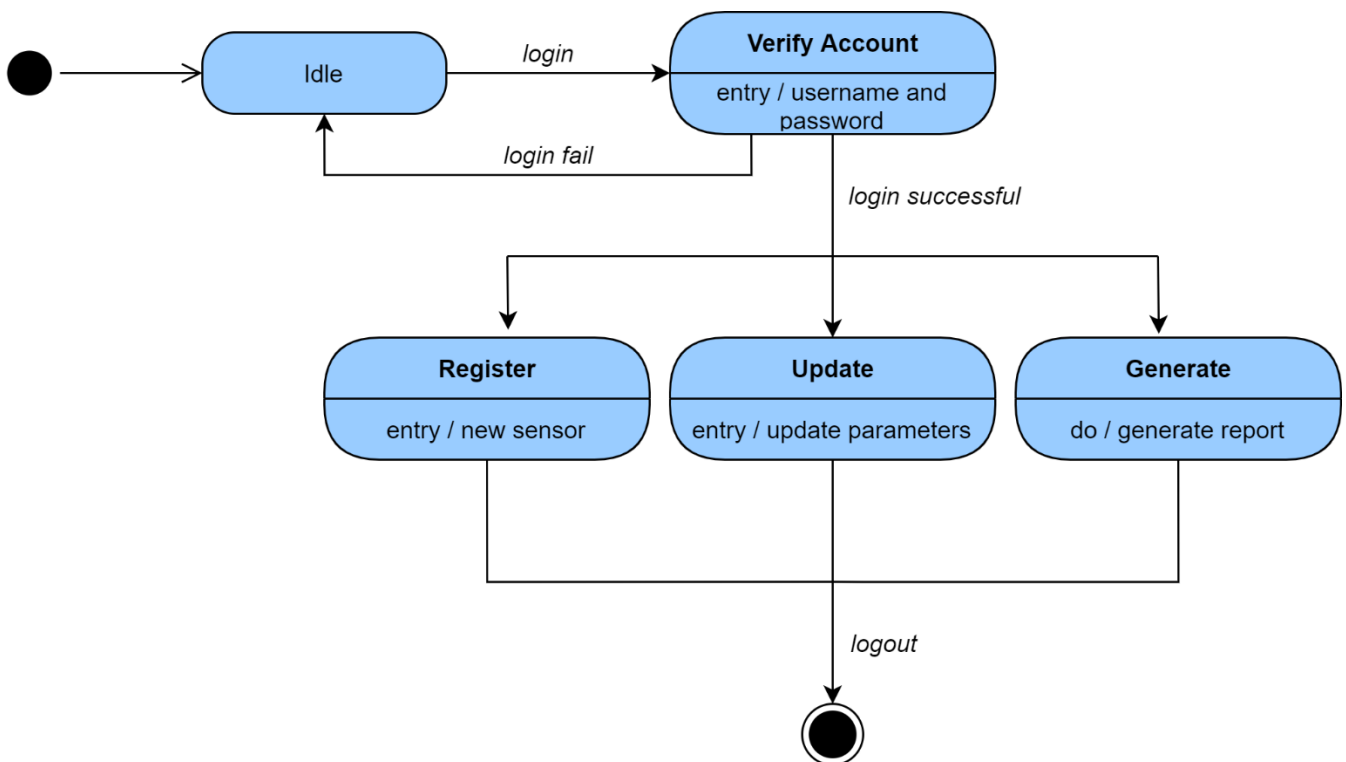 Idle
login
Verify Account
entry / username and
password
login fail
login successful
Register
entry / new sensor
Update
entry / update parameters
Generate
do / generate report
logout